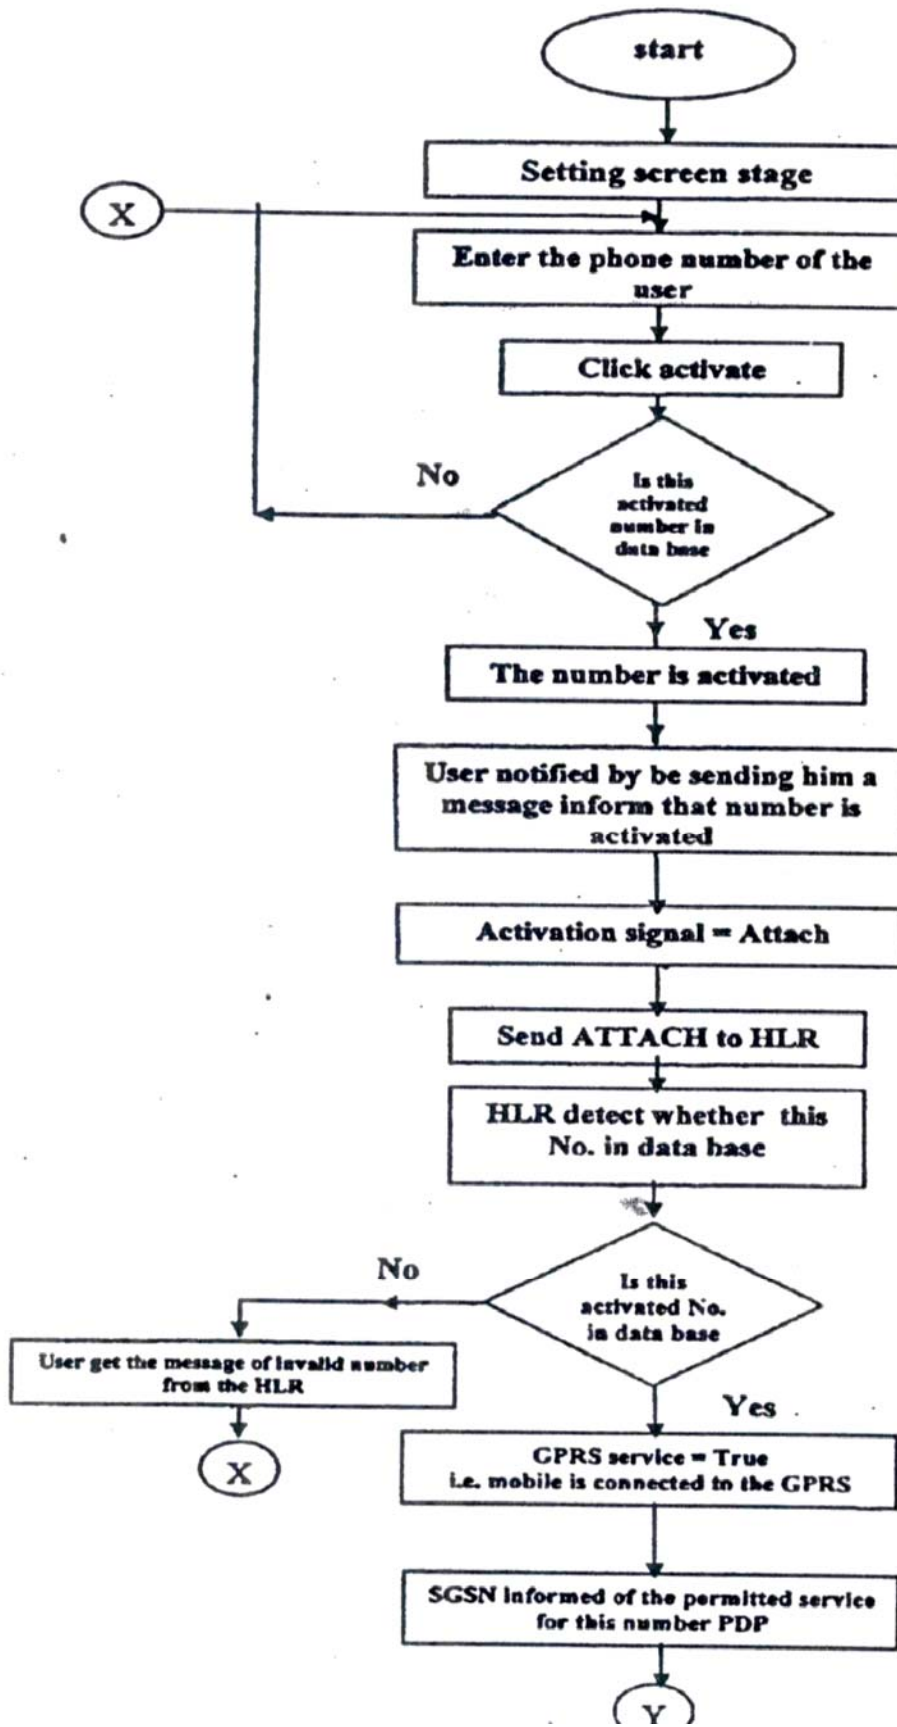 start
Setting screen stage
X
Enter the phone number of the
user
Click activate
No
Is this
activated
number in
data base
Yes
The number is activated
User notified by be sending him a
message inform that number is
activated
Activation signal = Attach
Send ATTACH to HLR
HLR detect whether this
No. in data base
No
Is this
activated No.
in data base
User get the message of invalid number
from the HLR
Yes
X
GPRS service = True
i.e. mobile is connected to the GPRS
SGSN informed of the permitted service
for this number PDP
Y